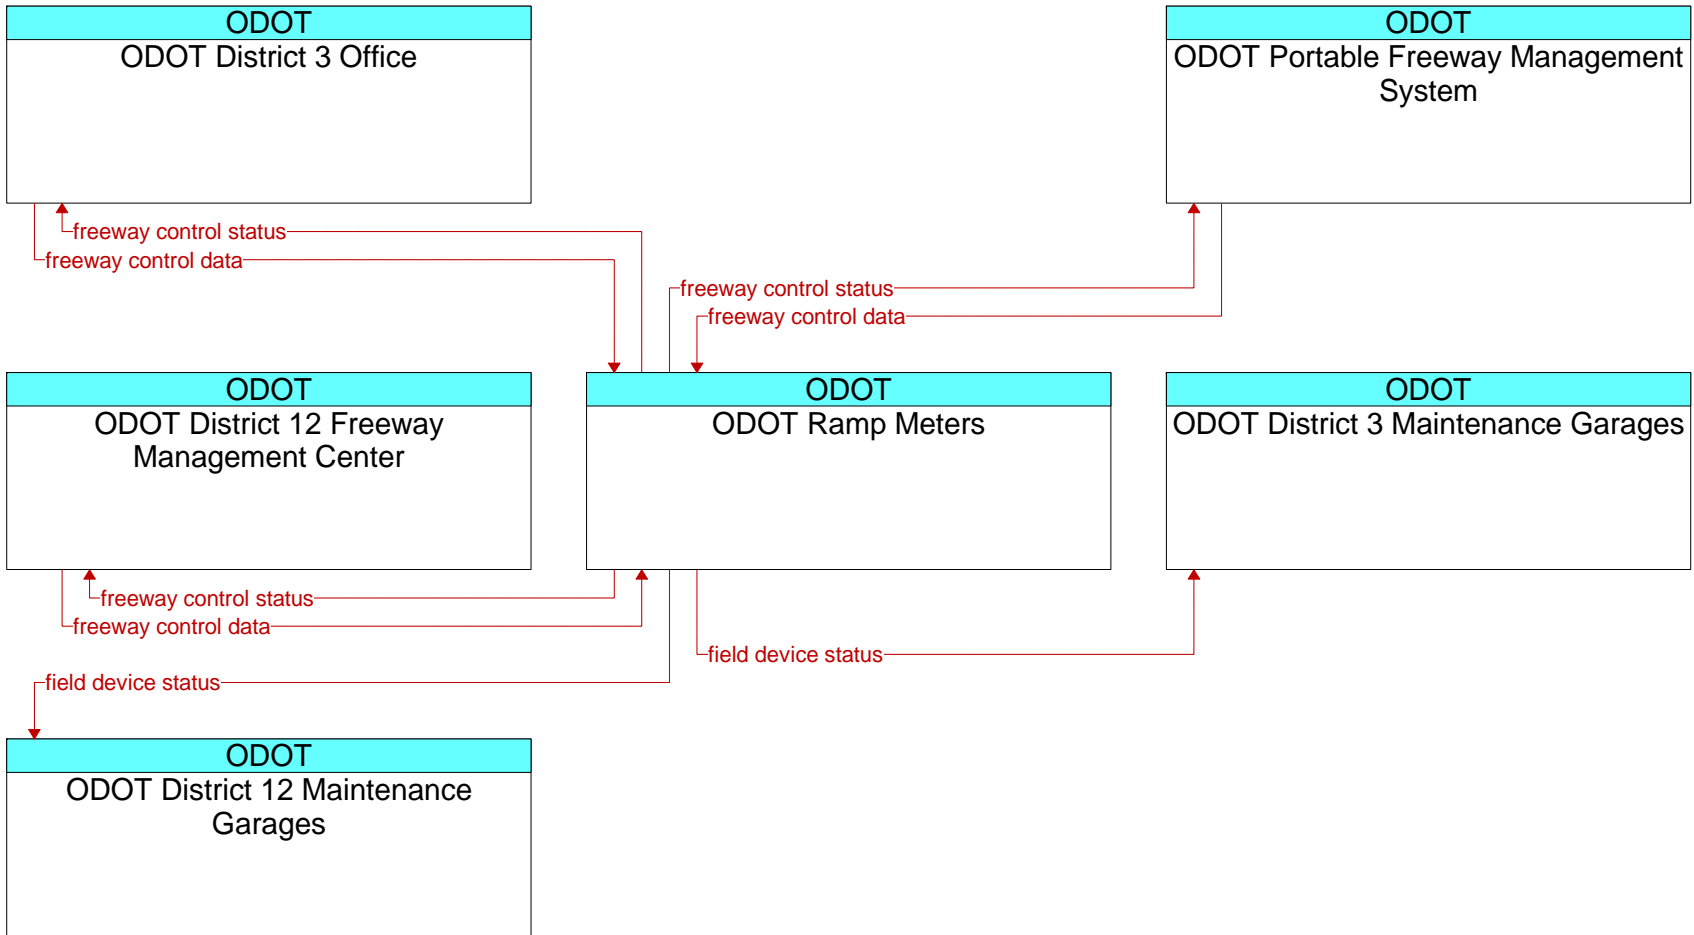 ODOT
ODOT District 3 Office
ODOT
ODOT Portable Freeway Management
System
freeway control status
freeway control data
freeway control status
freeway control data
ODOT
ODOT District 12 Freeway
Management Center
ODOT
ODOT Ramp Meters
ODOT
ODOT District 3 Maintenance Garages
freeway control status
freeway control data
field device status
field device status
ODOT
ODOT District 12 Maintenance
Garages